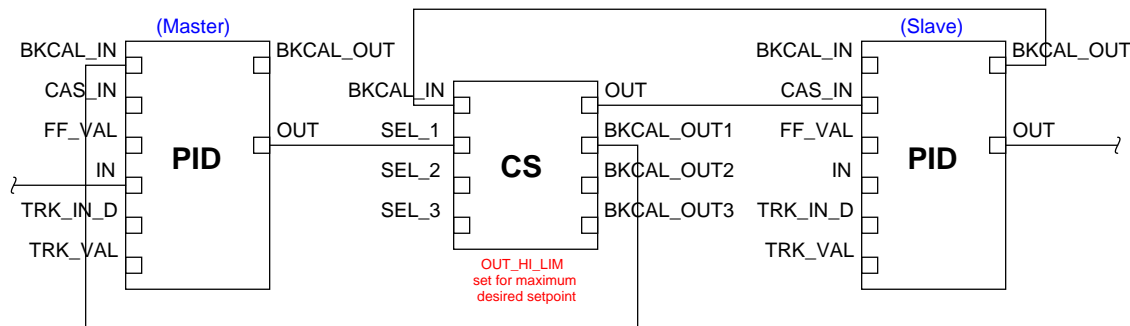 (Master)
BKCAL_IN
BKCAL_OUT
CAS_IN
FF_VAL
OUT
IN
PID
TRK_IN_D
TRK_VAL
BKCAL_IN
OUT
SEL_1
BKCAL_OUT1
SEL_2
CS
BKCAL_OUT2
SEL_3
BKCAL_OUT3
OUT_HI_LIM
set for maximum
desired setpoint
(Slave)
BKCAL_IN
BKCAL_OUT
CAS_IN
FF_VAL
OUT
IN
PID
TRK_IN_D
TRK_VAL